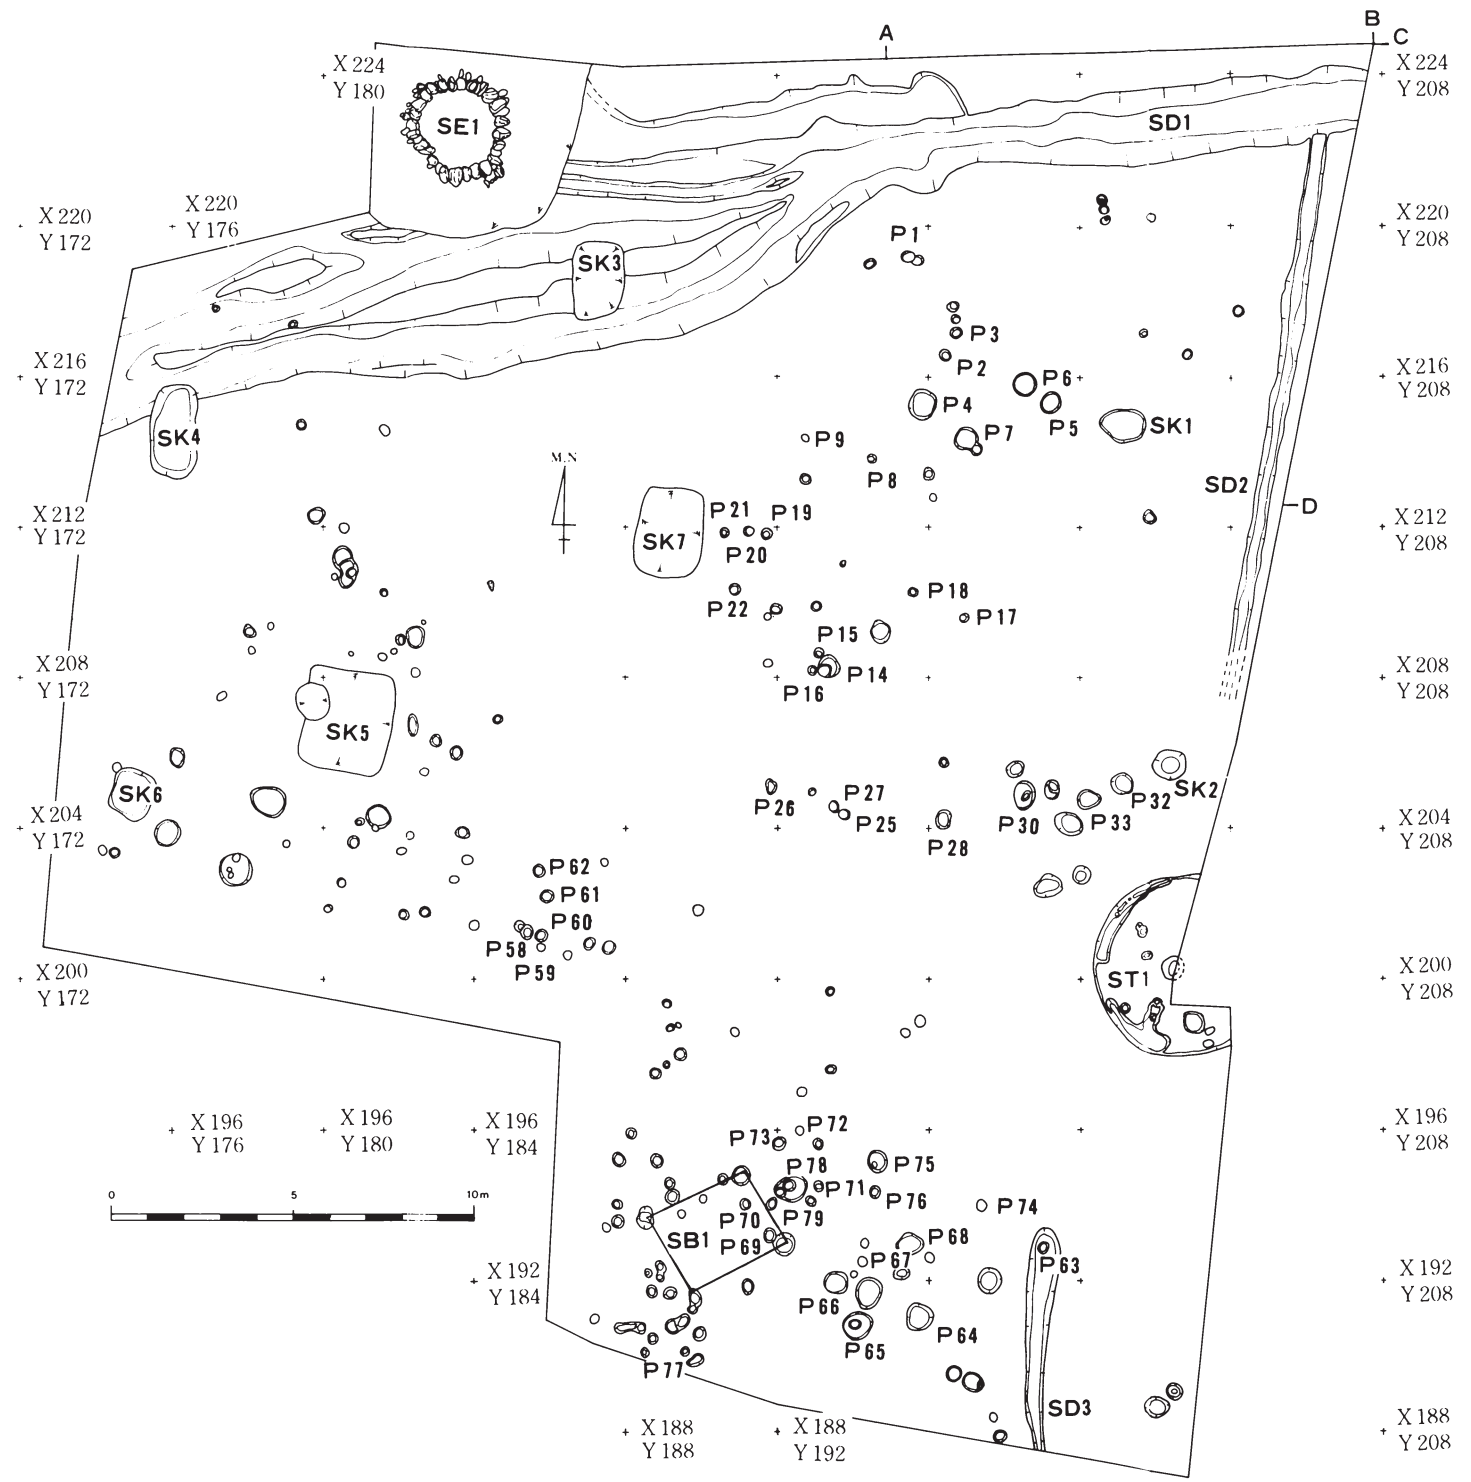 A
B
C
X 224
Y 180
X 224
Y 208
SE1
SD1
X 220
Y 172
X 220
Y 176
P1
X 220
Y 208
SK3
P3
P2
X 216
Y 172
X 216
Y 208
P6
P4
P5
SK1
SK4
P7
P9
M.N
P8
SD2
D
X 212
Y 172
P21
P19
SK7
P20
X 212
Y 208
P22
P18
P17
P15
X 208
Y 172
P14
P16
X 208
Y 208
SK5
SK6
SK2
P26
P27
P32
X 204
Y 172
P25
P30
P33
X 204
Y 208
P28
P62
P61
P60
P58
P59
X 200
Y 172
ST1
X 200
Y 208
X 196
Y 176
X 196
Y 180
X 196
Y 184
P73
P72
X 196
Y 208
P78
P75
P71
P76
0
5
10m
P70
P79
P74
SB1
P69
P68
P67
P63
X 192
Y 184
X 192
Y 208
P66
P64
P65
P77
SD3
X 188
Y 188
X 188
Y 192
X 188
Y 208